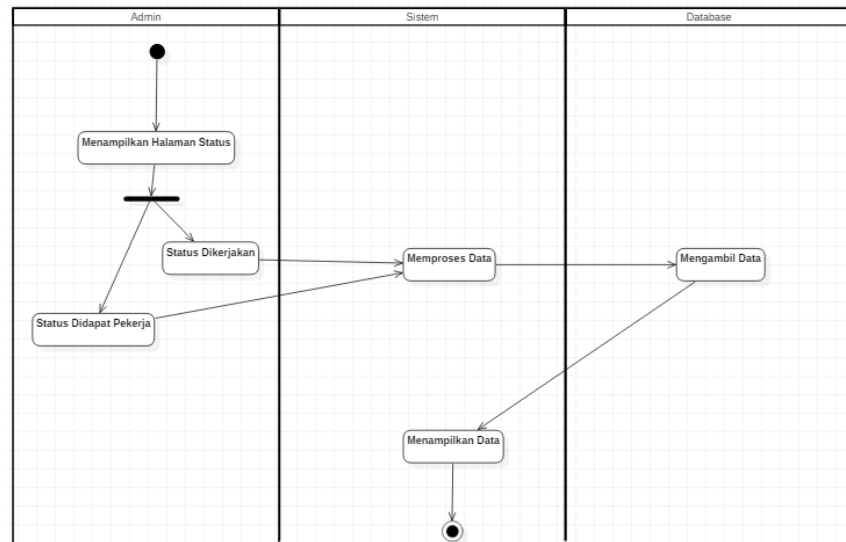 Admin
Sistem
Database
Menampilkan Halaman Status
Status Dikerjakan
Memproses Data
Mengambil Data
Status Didapat Pekerja
Menampilkan Data